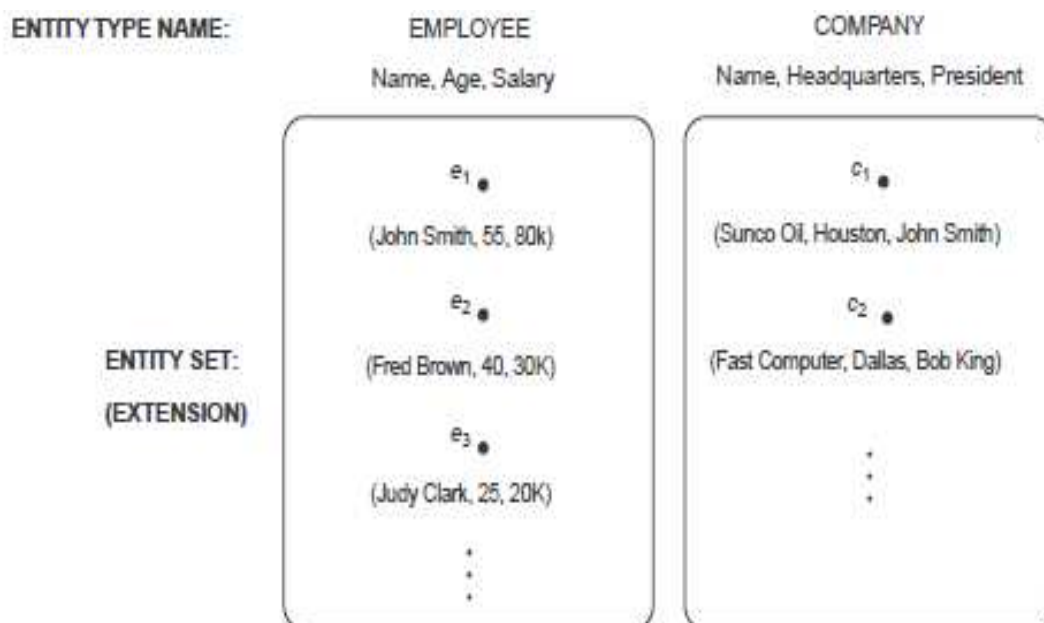 ENTITY TYPE NAME: EMPLOYEE COMPANY
Name, Age, Salary Name, Headquarters, President
e1 c1
(John Smith, 55, 80k) (Sunco Oil, Houston, John Smith)
e2 c2
ENTITY SET: (Fred Brown, 40, 30K) (Fast Computer, Dallas, Bob King)
(EXTENSION)
e3
(Judy Clark, 25, 20K)